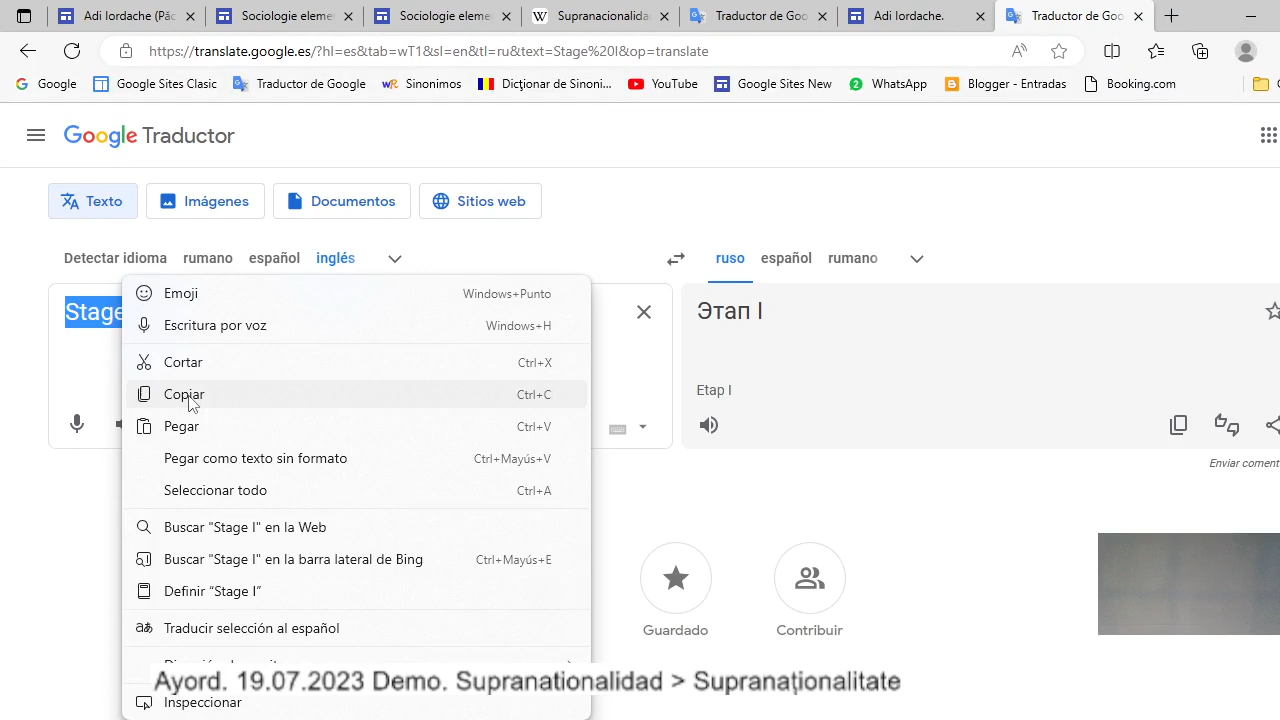 Adi Iordache (Păc
Sociologie eleme
Sociologie eleme
Supranacionalidad
Traductor de Goo
Adi Iordache.
Traductor de Goo
https://translate.google.es/?hl=es&tab=wT1&sl=en&tl=ru&text=Stage%20I&op=translate
Google
Google Sites Clasic
Traductor de Google
Sinonimos
Dicționar de Sinoni...
YouTube
Google Sites New
WhatsApp
Blogger - Entradas
Booking.com
Google Traductor
Texto
Imágenes
Documentos
Sitios web
Detectar idioma
rumano
español
inglés
ruso
español
rumano
Stage
Этап I
Etap I
Enviar coment
Emoji Windows+Punto
Escritura por voz Windows+H
Cortar Ctrl+X
Copiar Ctrl+C
Pegar Ctrl+V
Pegar como texto sin formato Ctrl+Mayús+V
Seleccionar todo Ctrl+A
Buscar "Stage I" en la Web
Buscar "Stage I" en la barra lateral de Bing Ctrl+Mayús+E
Definir “Stage I”
Traducir selección al español
Inspeccionar
Guardado
Contribuir
Ayord. 19.07.2023 Demo. Supranationalidad > Supranaționalitate